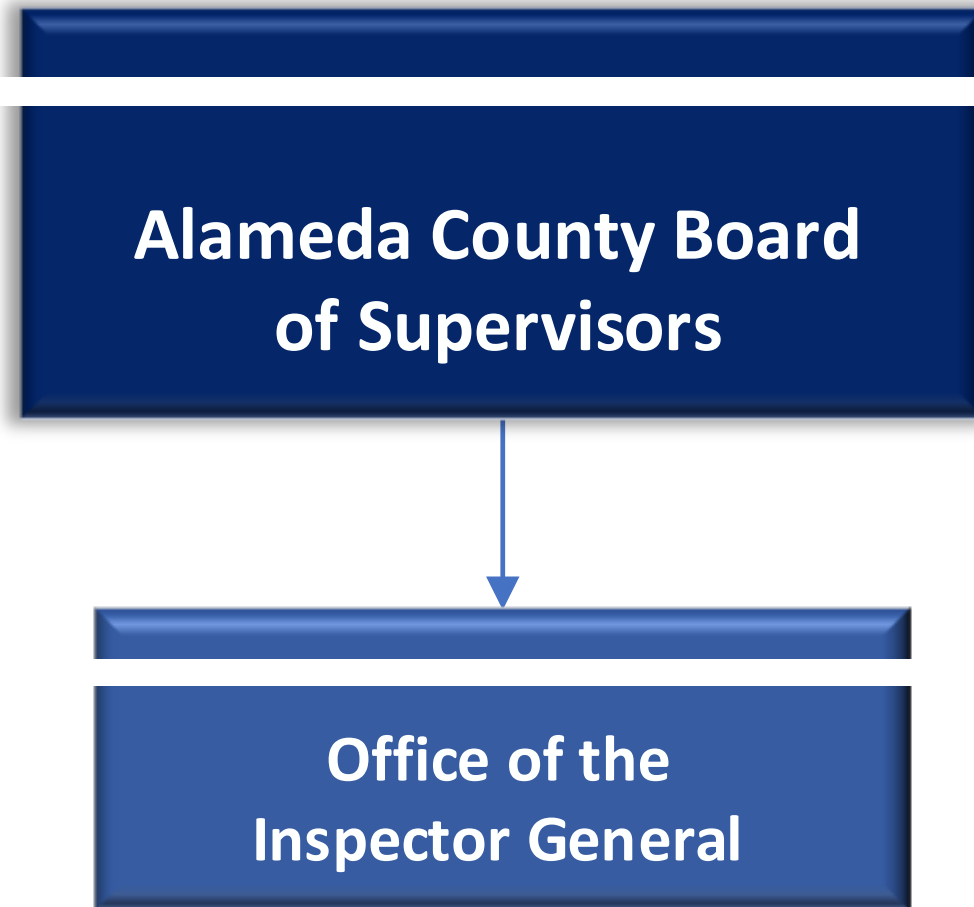 Alameda County Board
of Supervisors
Office of the
Inspector General